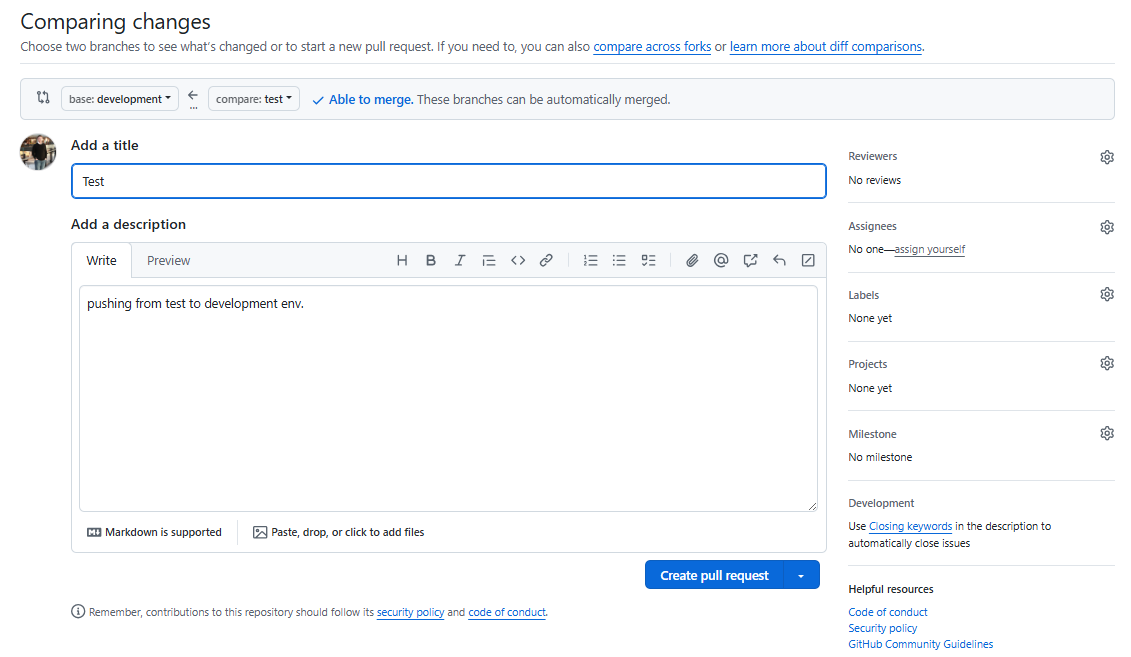 Comparing changes
Choose two branches to see what's changed or to start a new pull request. If you need to, you can also compare across forks or learn more about diff comparisons.
base: development
compare: test
Able to merge. These branches can be automatically merged.
Add a title
Test
Add a description
Write
Preview
pushing from test to development env.
Markdown is supported
Paste, drop, or click to add files
Create pull request
Remember, contributions to this repository should follow its security policy and code of conduct.
Reviewers
No reviews
Assignees
No one—assign yourself
Labels
None yet
Projects
None yet
Milestone
No milestone
Development
Use Closing keywords in the description to
automatically close issues
Helpful resources
Code of conduct
Security policy
GitHub Community Guidelines